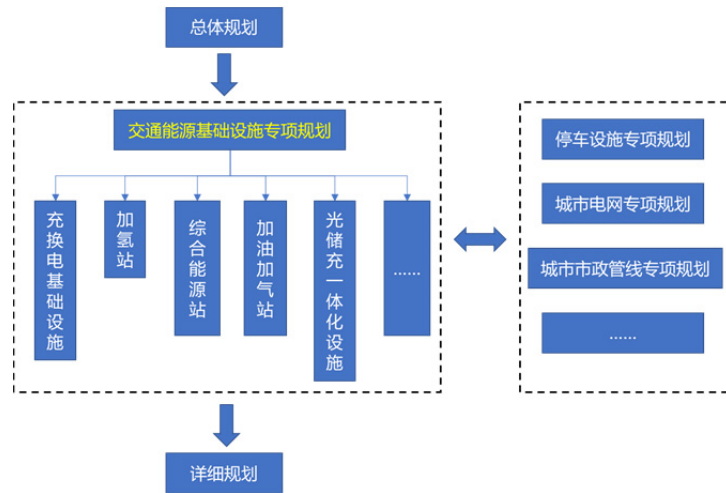 总体规划
交通能源基础设施专项规划
充换电基础设施
加氢站
综合能源站
加油加气站
光储充一体化设施
......
停车设施专项规划
城市电网专项规划
城市市政管线专项规划
......
详细规划